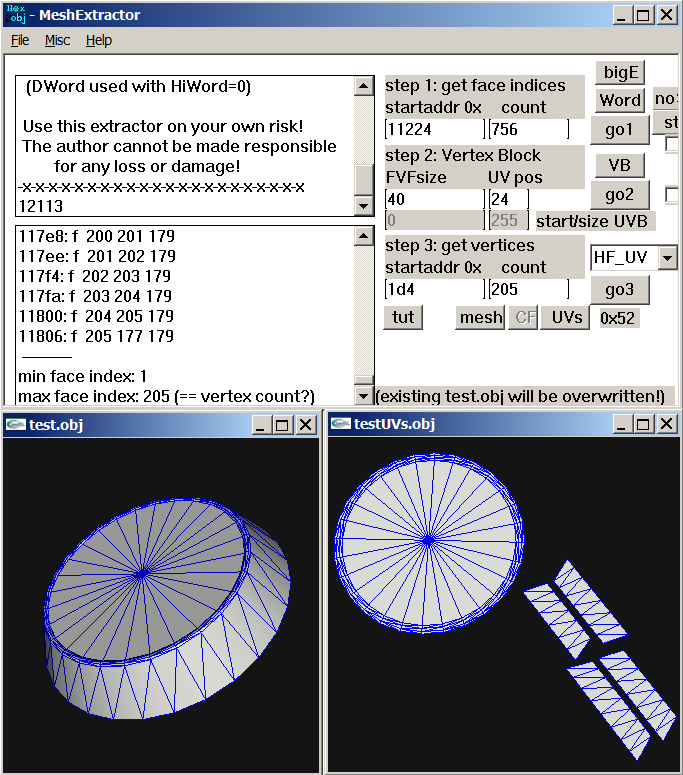 Hex
obj - MeshExtractor
File Misc Help
(DWord used with HiWord=0)
Use this extractor on your own risk!
The author cannot be made responsible
for any loss or damage!
-x-x-x-x-x-x-x-x-x-x-x-x-x-x-x-x-x-x-x-x-x-x
12113
117e8: f 200 201 179
117ee: f 201 202 179
117f4: f 202 203 179
117fa: f 203 204 179
11800: f 204 205 179
11806: f 205 177 179
min face index: 1
max face index: 205 (== vertex count?)
step 1: get face indices
startaddr 0x count
11224 756
bigE
Word no:
go1 st
step 2: Vertex Block
FVFsize UV pos
40 24
0 255 start/size UVB
VB
go2
step 3: get vertices
startaddr 0x count
1d4 205
HF_UV
go3
tut mesh CF UVs 0x52
(existing test.obj will be overwritten!)
test.obj
testUVs.obj